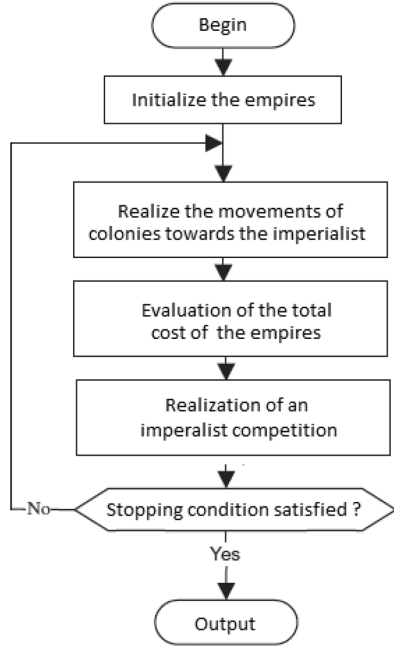 Begin
Initialize the empires
Realize the movements of
colonies towards the imperialist
Evaluation of the total
cost of the empires
Realization of an
imperalist competition
Stopping condition satisfied ?
No
Yes
Output